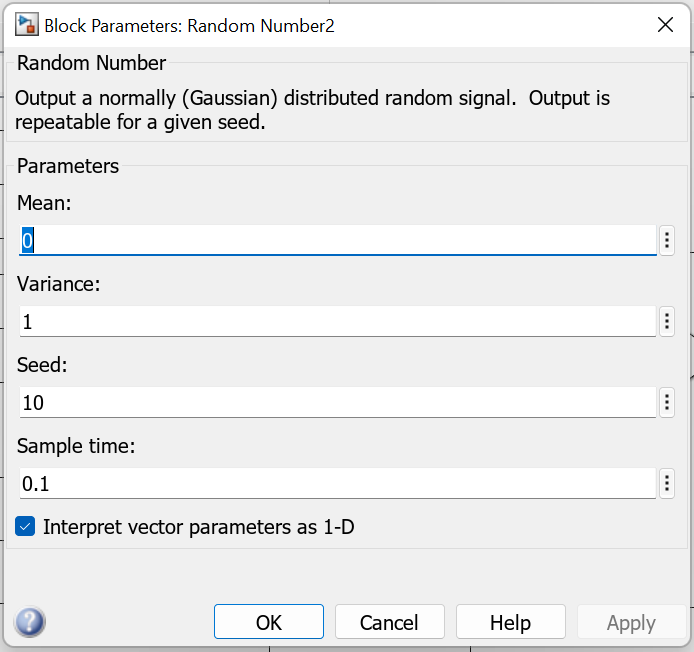 Block Parameters: Random Number2
Random Number
Output a normally (Gaussian) distributed random signal.  Output is
repeatable for a given seed.
Parameters
Mean:
0
Variance:
1
Seed:
10
Sample time:
0.1
Interpret vector parameters as 1-D
?
OK Cancel Help Apply